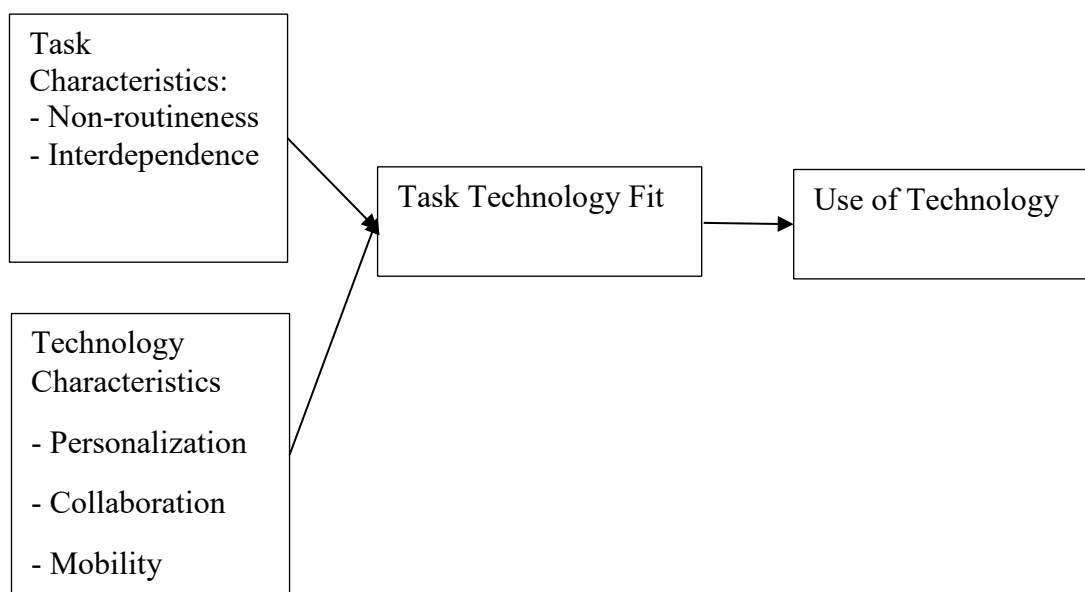 Task
Characteristics:
- Non-routineness
- Interdependence
Task Technology Fit
Use of Technology
Technology
Characteristics
- Personalization
- Collaboration
- Mobility